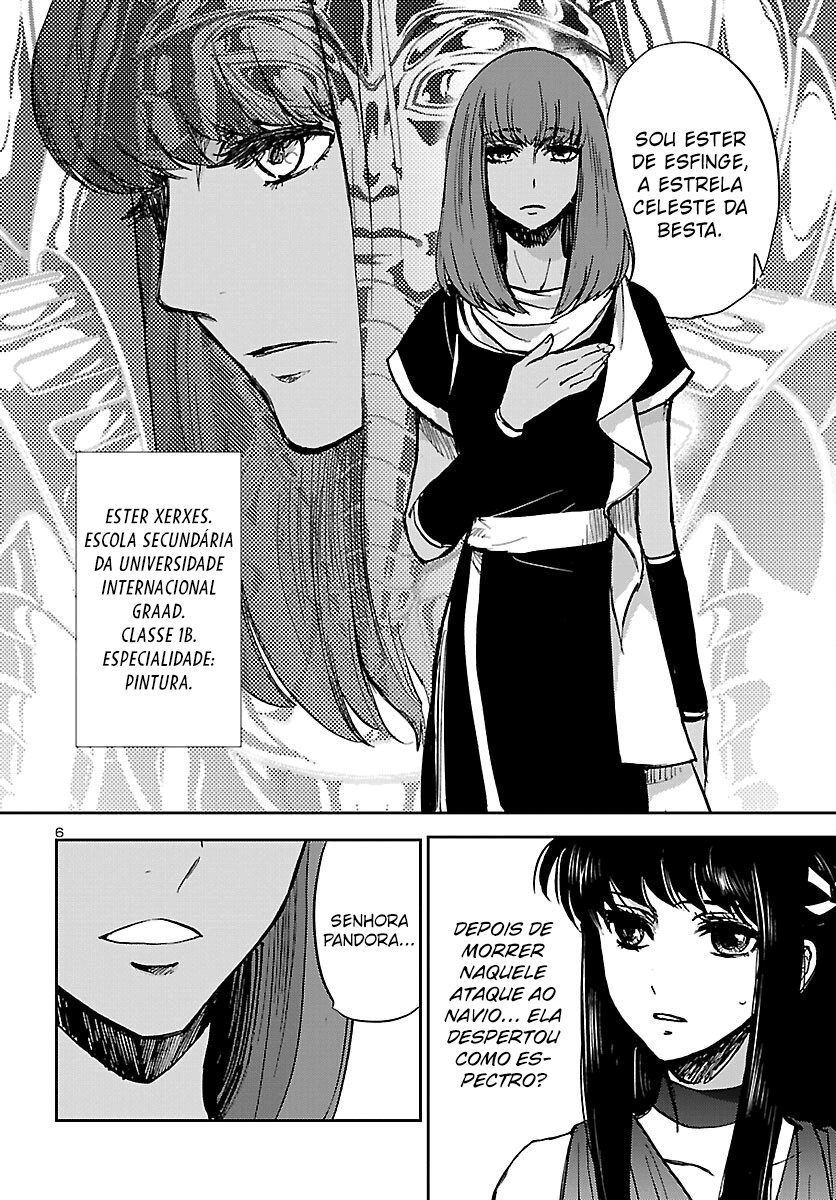 SOU ESTER
DE ESFINGE,
A ESTRELA
CELESTE DA
BESTA.
ESTER XERXES.
ESCOLA SECUNDÁRIA
DA UNIVERSIDADE
INTERNACIONAL
GRAAD.
CLASSE 1B.
ESPECIALIDADE:
PINTURA.
6
DEPOIS DE
MORRER
NAQUELE
ATAQUE AO
NAVIO... ELA
DESPERTOU
COMO ES-
PECTRO?
SENHORA
PANDORA...